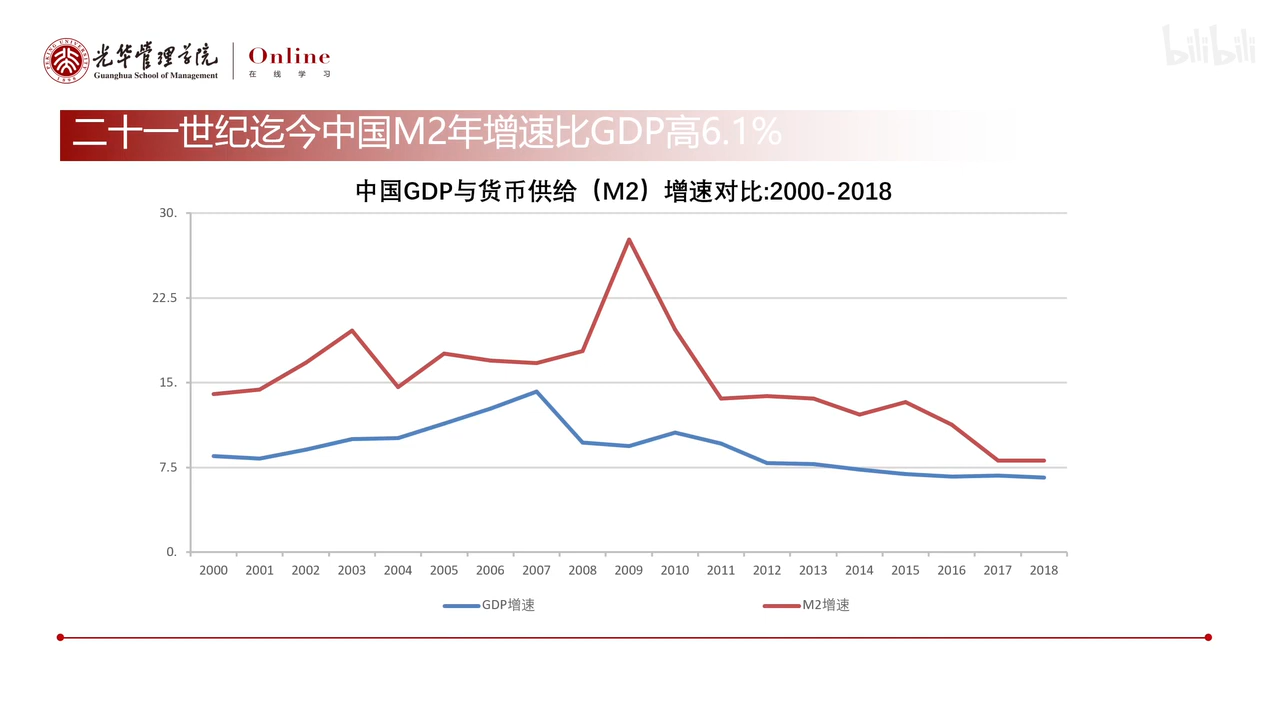 光华管理学院
Guanghua School of Management
Online
在线学习
bilibili
二十一世纪迄今中国M2年增速比GDP高6.1%
中国GDP与货币供给（M2）增速对比:2000-2018
30.
22.5
15.
7.5
0.
2000 2001 2002 2003 2004 2005 2006 2007 2008 2009 2010 2011 2012 2013 2014 2015 2016 2017 2018
GDP增速 M2增速